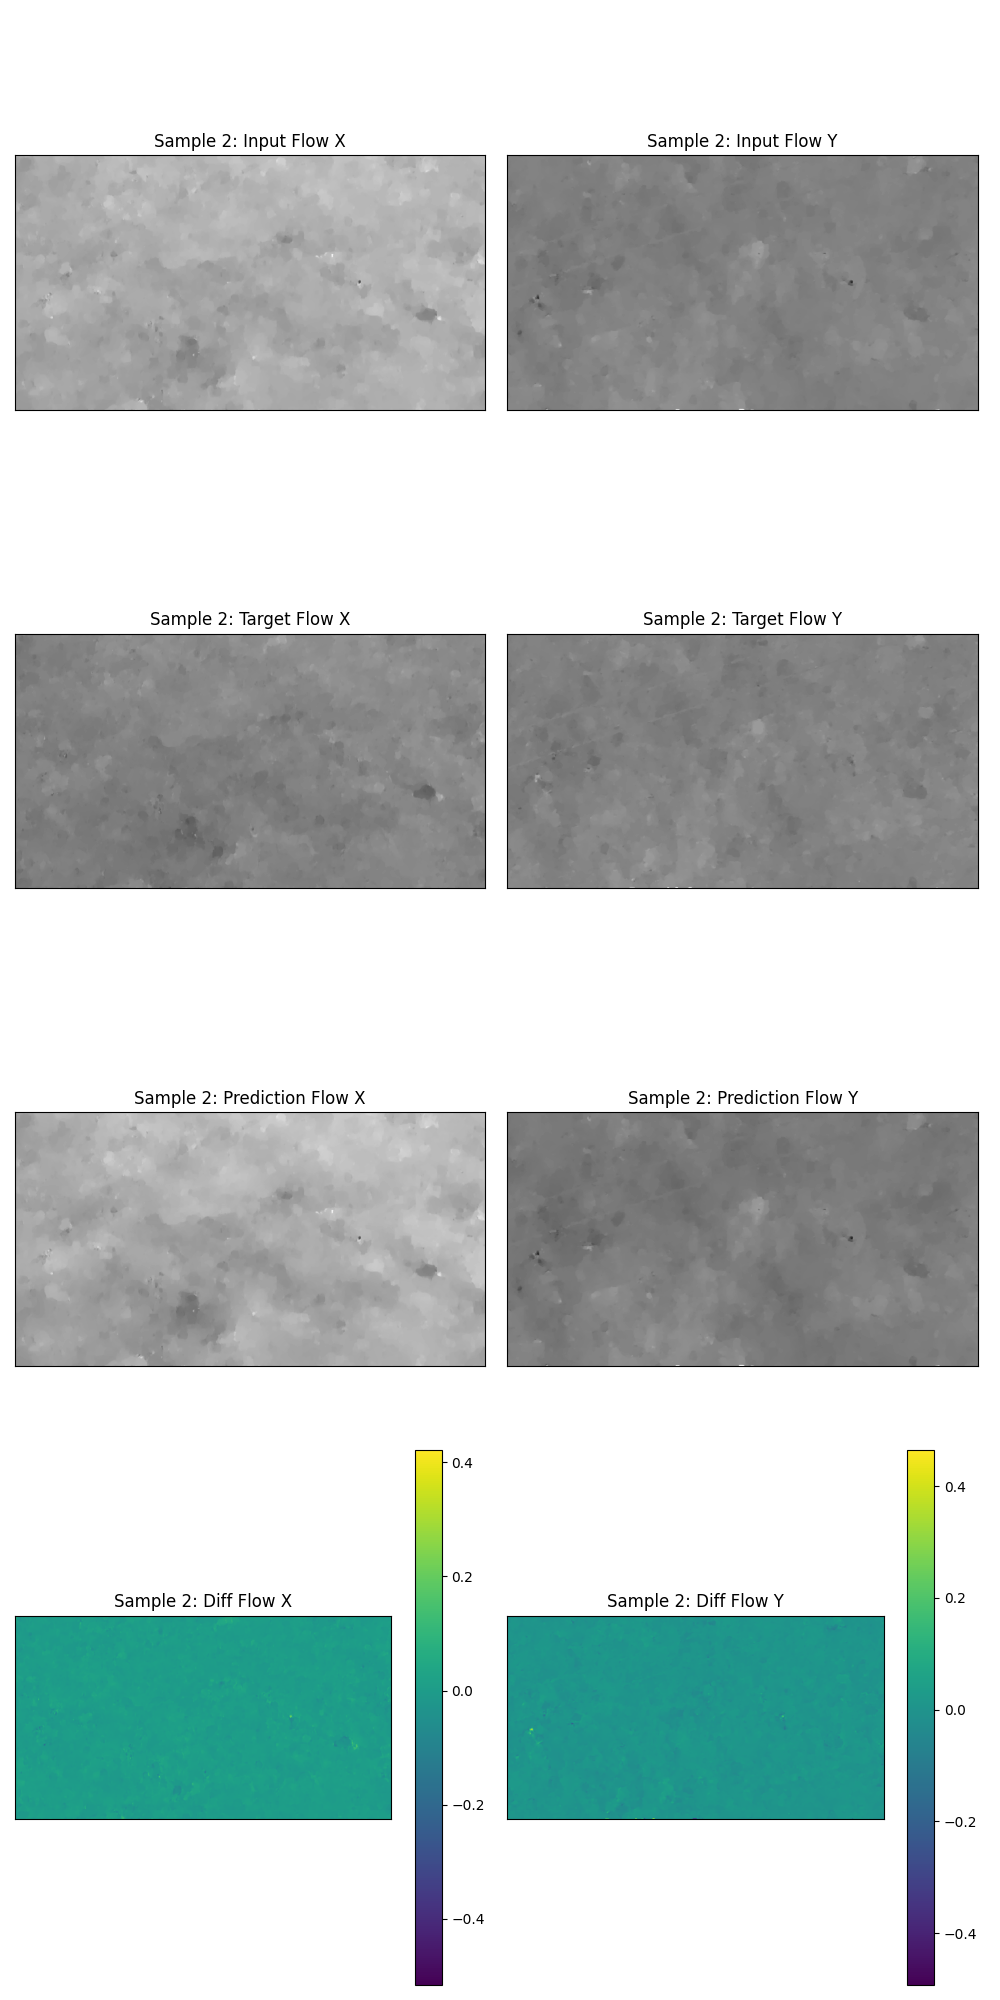 Sample 2: Input Flow X
Sample 2: Input Flow Y
Sample 2: Target Flow X
Sample 2: Target Flow Y
Sample 2: Prediction Flow X
Sample 2: Prediction Flow Y
Sample 2: Diff Flow X
0.4
0.2
0.0
−0.2
−0.4
Sample 2: Diff Flow Y
0.4
0.2
0.0
−0.2
−0.4